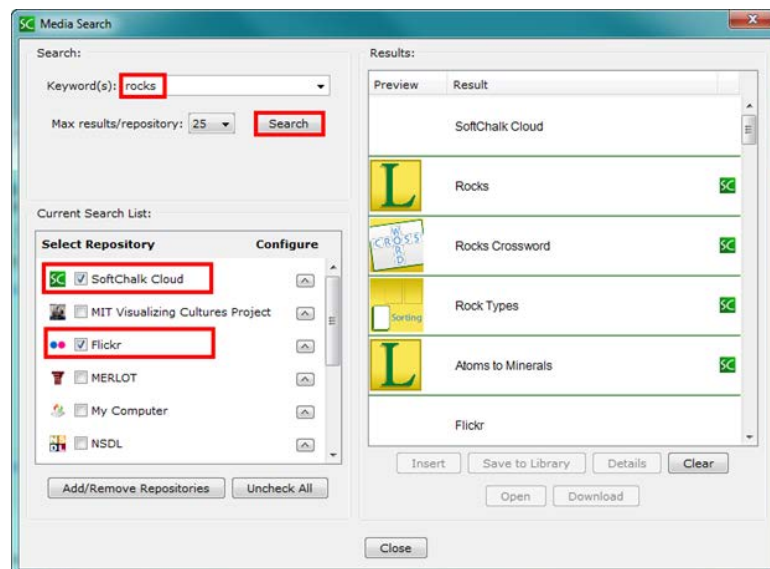 SC Media Search
Search:
Keyword(s): rocks
Max results/repository: 25 Search
Current Search List:
Select Repository Configure
SC SoftChalk Cloud
MIT Visualizing Cultures Project
Flickr
MERLOT
My Computer
NSDL
Add/Remove Repositories Uncheck All
Results:
Preview Result
SoftChalk Cloud
L Rocks SC
CROSS WORD Rocks Crossword SC
Sorting Rock Types SC
L Atoms to Minerals SC
Flickr
Insert Save to Library Details Clear
Open Download
Close